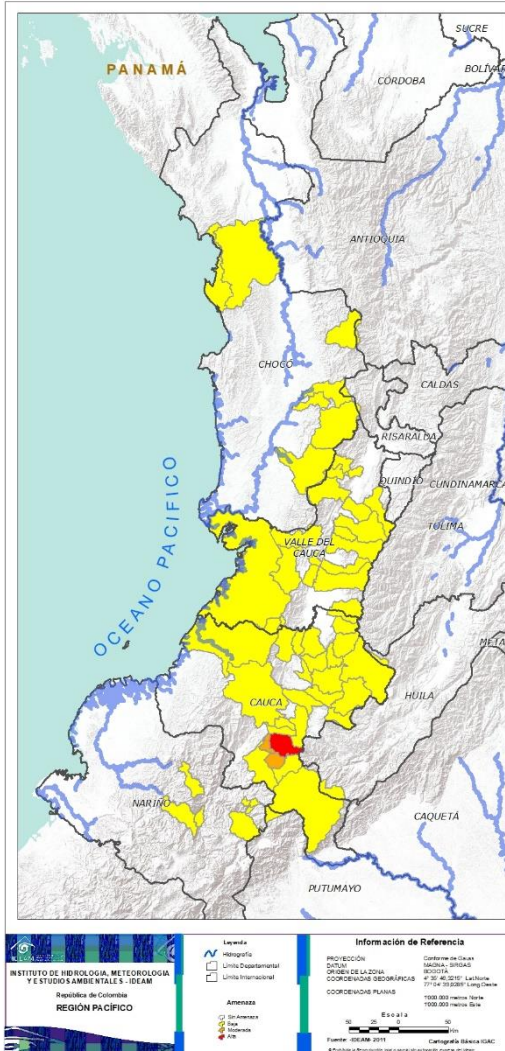 SUCRE
PANAMÁ
CÓRDOBA
BOLÍVAR
ANTIOQUIA
CHOCÓ
CALDAS
RISARALDA
QUINDÍO
CUNDINAMARCA
OCEANO PACIFICO
VALLE DEL
CAUCA
TOLIMA
META
CAUCA
HUILA
NARIÑO
CAQUETÁ
PUTUMAYO
INSTITUTO DE HIDROLOGIA, METEOROLOGIA
Y ESTUDIOS AMBIENTALES - IDEAM
República de Colombia
REGIÓN PACÍFICO
Leyenda
Hidrografía
Límite Departamental
Límite Internacional
Amenaza
Sin Amenaza
Baja
Moderada
Alta
Información de Referencia
PROYECCIÓN Conforme de Gauss
DATUM MAGNA - SIRGAS
ORIGEN DE LA ZONA BOGOTÁ
COORDENADAS GEOGRÁFICAS
COORDENADAS PLANAS
1'000.000 metros Norte
1'000.000 metros Este
Escala
50 25 0 50
Km
Fuente: -IDEAM- 2011 Cartografía Básica IGAC